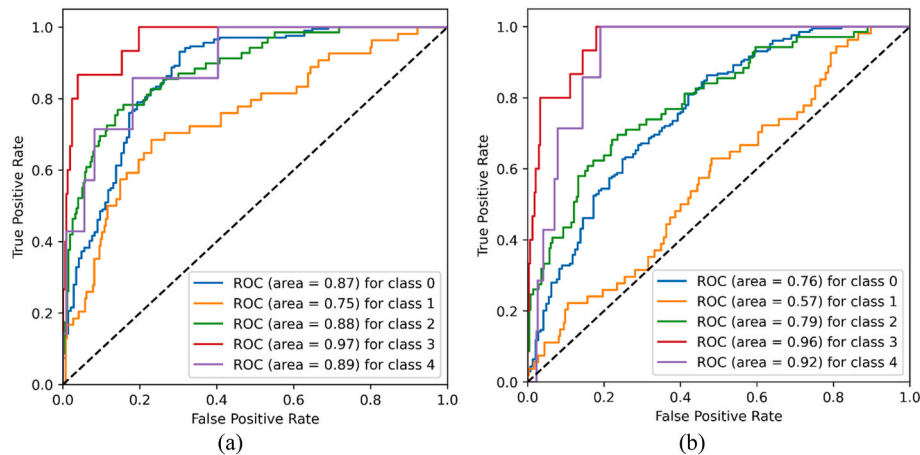 1.0
0.8
0.6
0.4
0.2
0.0
True Positive Rate
ROC (area = 0.87) for class 0
ROC (area = 0.75) for class 1
ROC (area = 0.88) for class 2
ROC (area = 0.97) for class 3
ROC (area = 0.89) for class 4
0.0 0.2 0.4 0.6 0.8 1.0
False Positive Rate
(a)
1.0
0.8
0.6
0.4
0.2
0.0
True Positive Rate
ROC (area = 0.76) for class 0
ROC (area = 0.57) for class 1
ROC (area = 0.79) for class 2
ROC (area = 0.96) for class 3
ROC (area = 0.92) for class 4
0.0 0.2 0.4 0.6 0.8 1.0
False Positive Rate
(b)